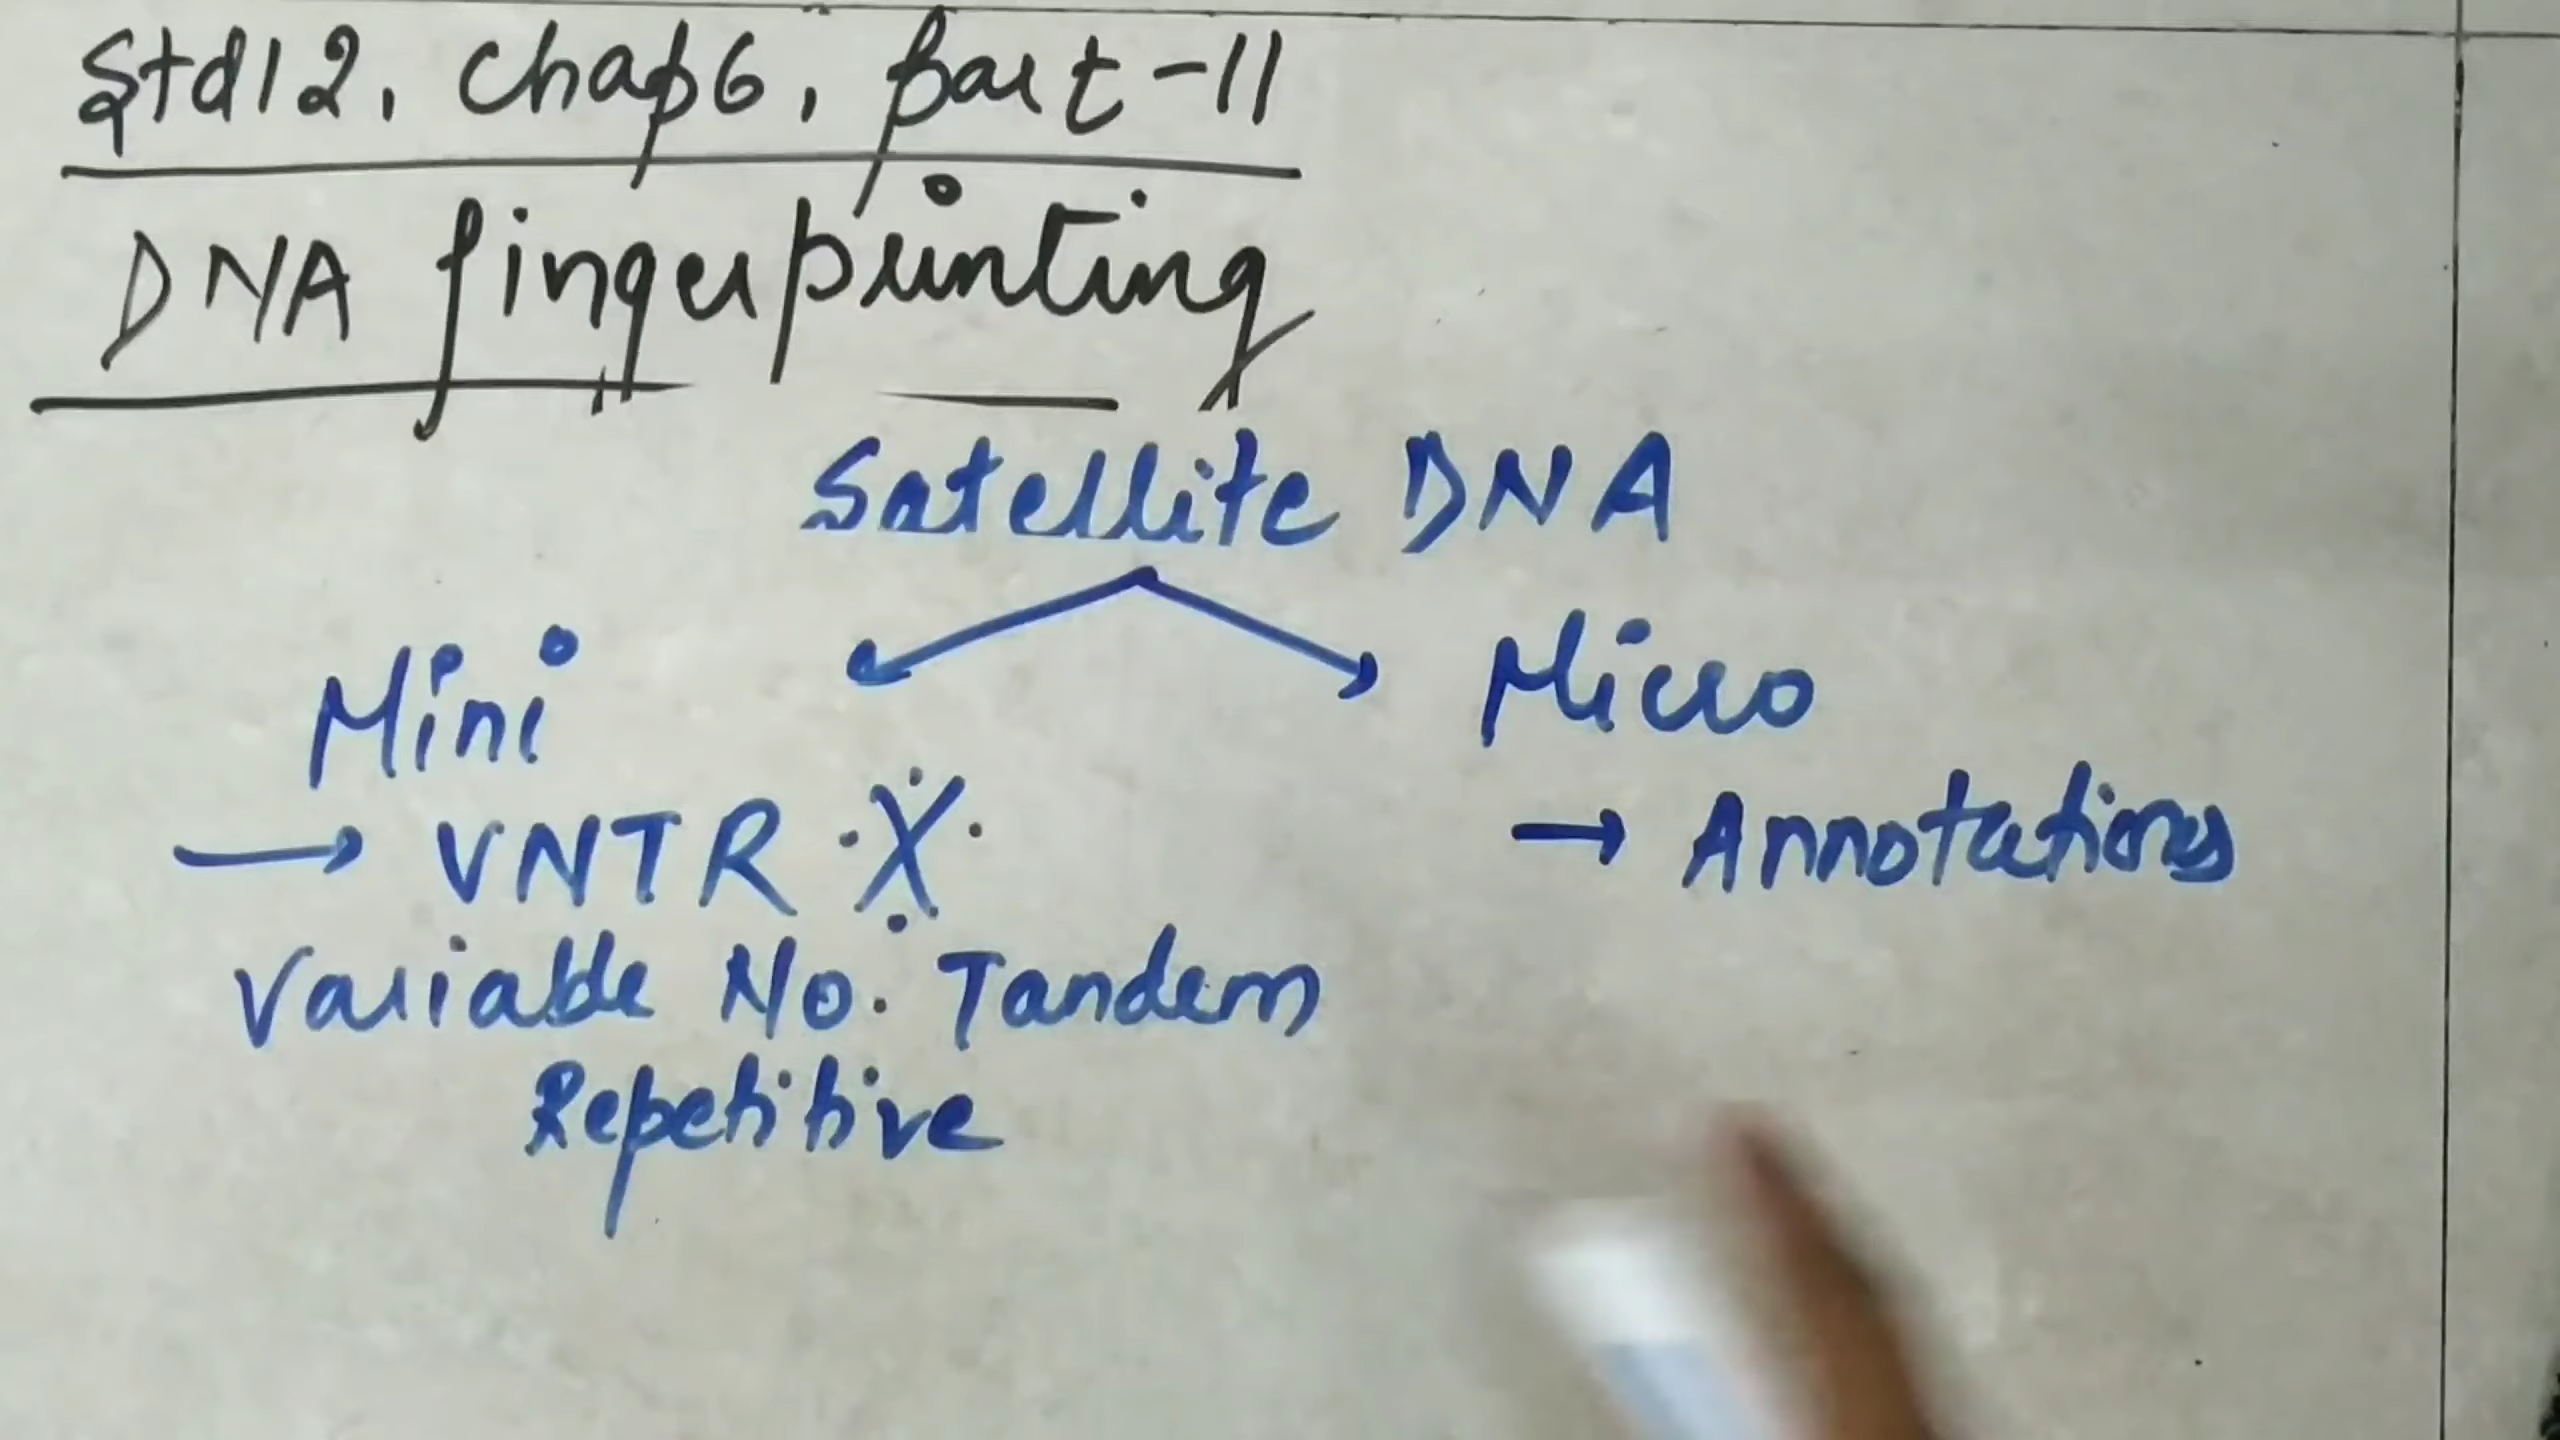 Std12, Chap6, part-11
DNA fingerprinting
Satellite DNA
Mini
Micro
→ VNTR .X.
→ Annotations
Variable No. Tandem
Repetitive